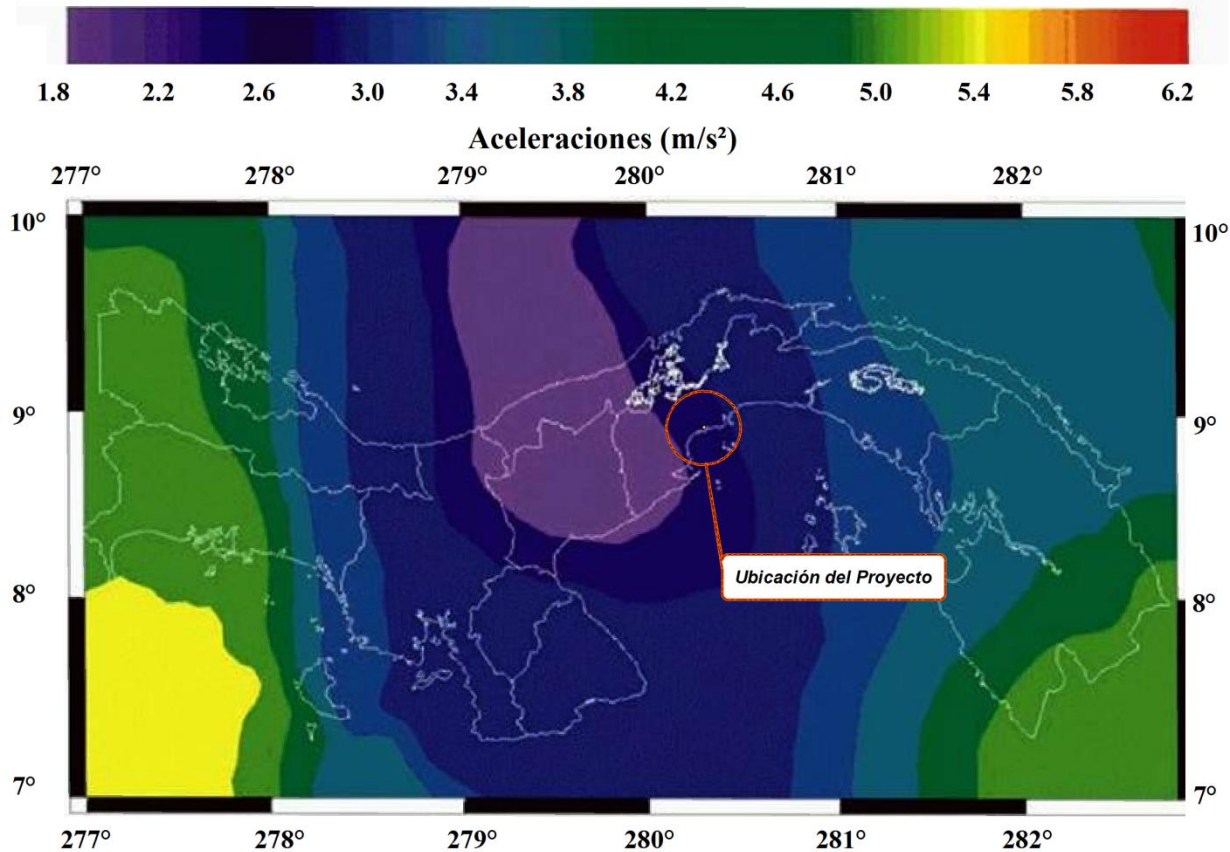 1.8 2.2 2.6 3.0 3.4 3.8 4.2 4.6 5.0 5.4 5.8 6.2
Aceleraciones (m/s²)
277° 278° 279° 280° 281° 282°
10° 10°
9° 9°
Ubicación del Proyecto
8° 8°
7° 7°
277° 278° 279° 280° 281° 282°